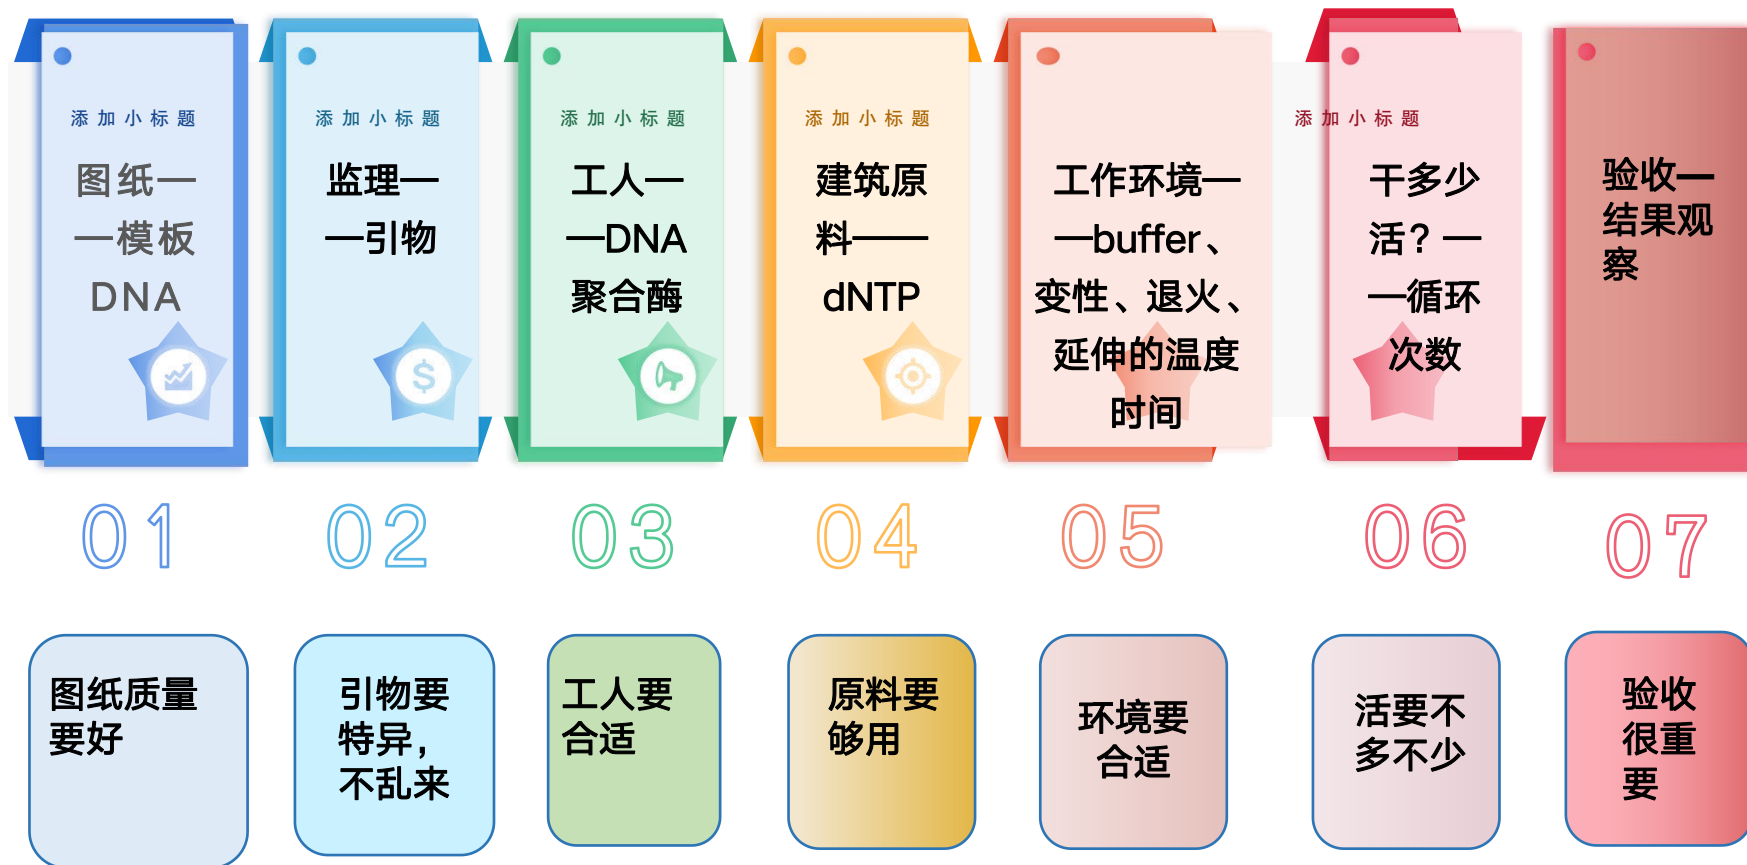 添加小标题
图纸—
—模板
DNA
添加小标题
监理—
—引物
添加小标题
工人—
—DNA
聚合酶
添加小标题
建筑原
料——
dNTP
工作环境—
—buffer、
变性、退火、
延伸的温度
时间
添加小标题
干多少
活？—
—循环
次数
验收—
结果观
察
01
02
03
04
05
06
07
图纸质量
要好
引物要
特异，
不乱来
工人要
合适
原料要
够用
环境要
合适
活要不
多不少
验收
很重
要